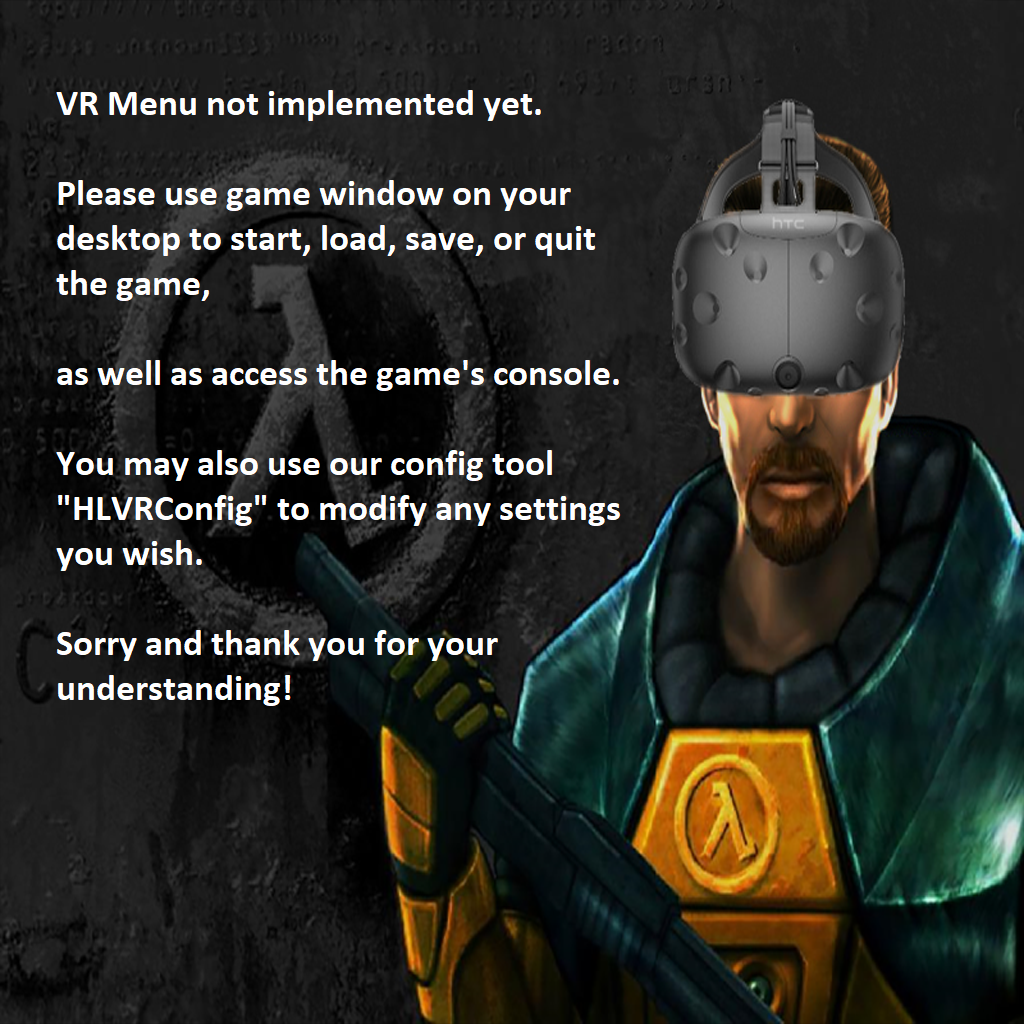 VR Menu not implemented yet.
Please use game window on your
desktop to start, load, save, or quit
the game,
as well as access the game's console.
You may also use our config tool
"HLVRConfig" to modify any settings
you wish.
Sorry and thank you for your
understanding!
hTC
λ
λ